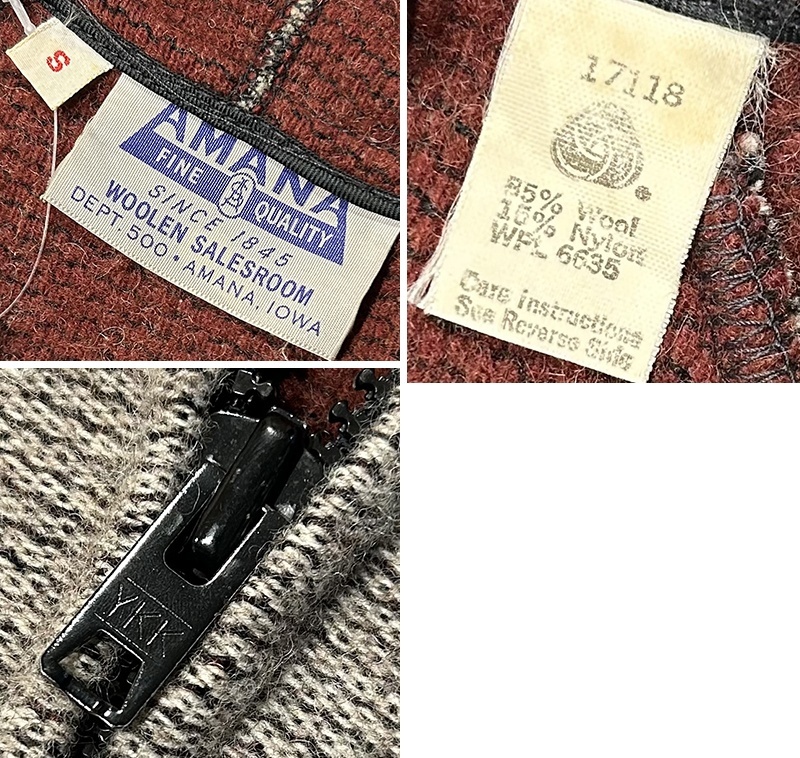 S
AMANA
FINE QUALITY
SINCE 1845
WOOLEN SALESROOM
DEPT. 500 • AMANA, IOWA
17118
85% Wool
15% Nylon
WPL 6635
Care Instructions
See Reverse Side
YKK